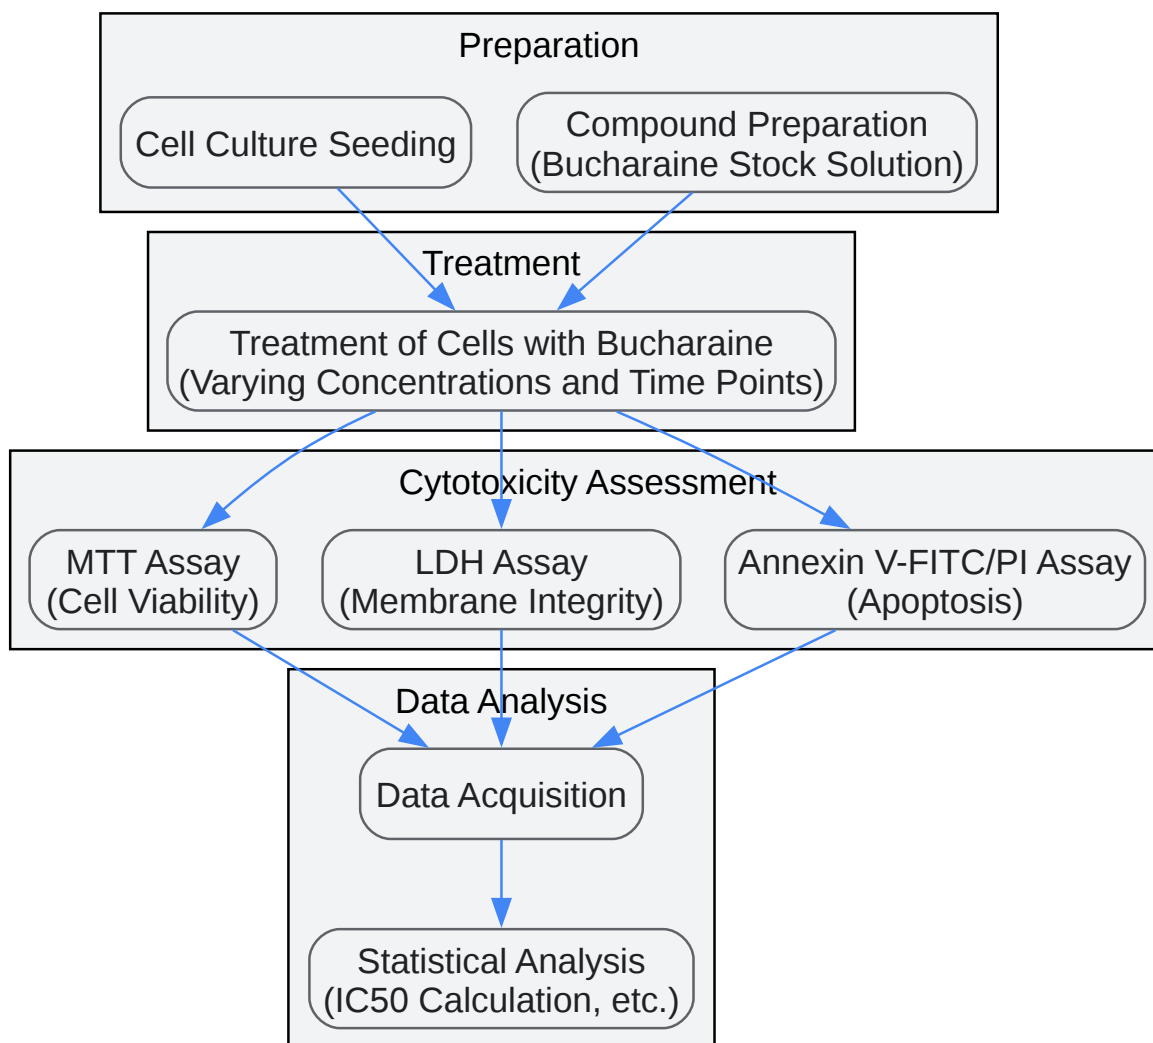 Preparation
Cell Culture Seeding
Compound Preparation
(Bucharaine Stock Solution)
Treatment
Treatment of Cells with Bucharaine
(Varying Concentrations and Time Points)
Cytotoxicity Assessment
MTT Assay
(Cell Viability)
LDH Assay
(Membrane Integrity)
Annexin V-FITC/PI Assay
(Apoptosis)
Data Analysis
Data Acquisition
Statistical Analysis
(IC50 Calculation, etc.)